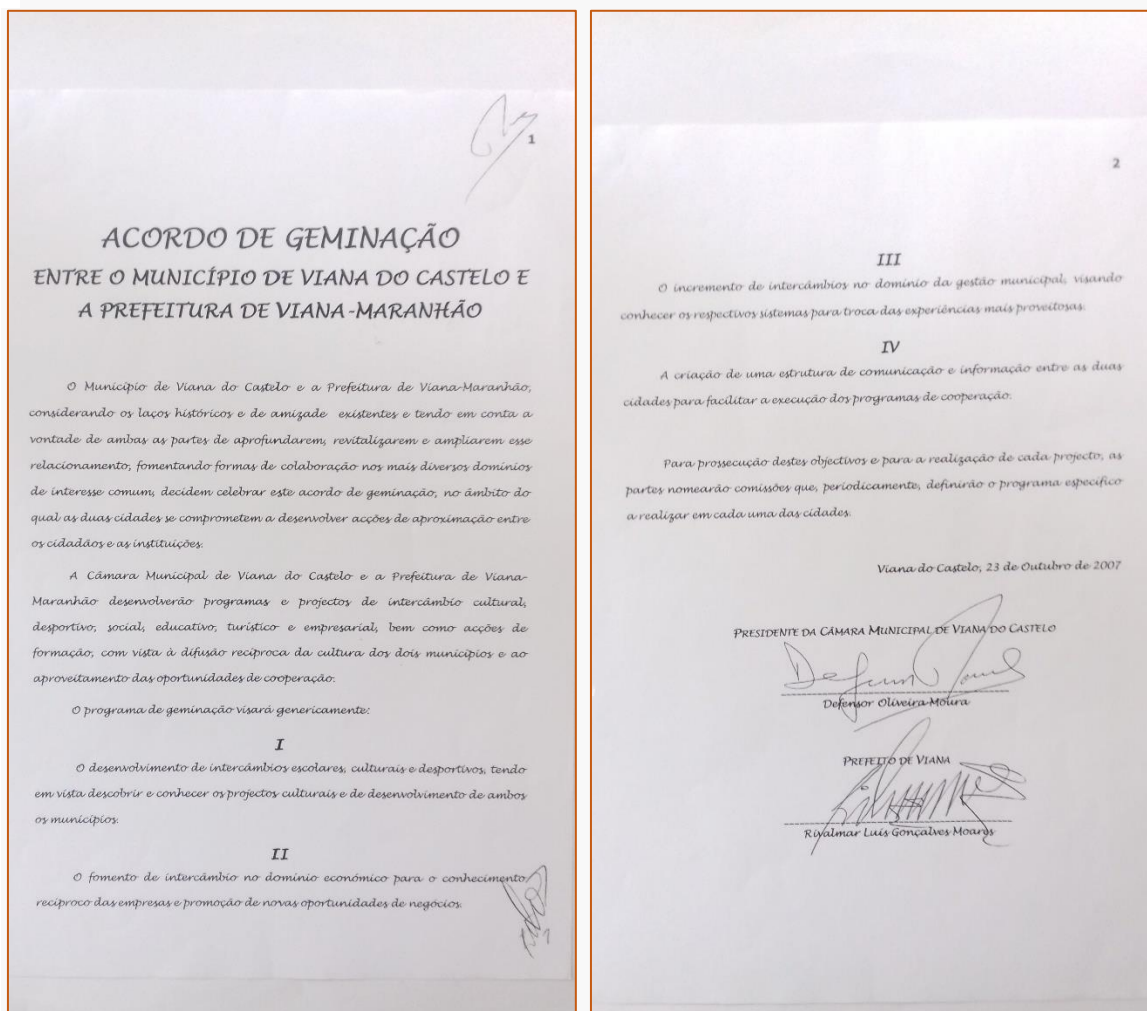 1
ACORDO DE GEMINAÇÃO
ENTRE O MUNICÍPIO DE VIANA DO CASTELO E
A PREFEITURA DE VIANA-MARANHÃO
O Município de Viana do Castelo e a Prefeitura de Viana-Maranhão,
considerando os laços históricos e de amizade existentes e tendo em conta a
vontade de ambas as partes de aprofundarem, revitalizarem e ampliarem esse
relacionamento, fomentando formas de colaboração nos mais diversos domínios
de interesse comum, decidem celebrar este acordo de geminação, no âmbito do
qual as duas cidades se comprometem a desenvolver acções de aproximação entre
os cidadãos e as instituições.
A Câmara Municipal de Viana do Castelo e a Prefeitura de Viana-
Maranhão desenvolverão programas e projectos de intercâmbio cultural,
desportivo, social, educativo, turístico e empresarial, bem como acções de
formação, com vista à difusão recíproca da cultura dos dois municípios e ao
aproveitamento das oportunidades de cooperação.
O programa de geminação visará genericamente:
I
O desenvolvimento de intercâmbios escolares, culturais e desportivos, tendo
em vista descobrir e conhecer os projectos culturais e de desenvolvimento de ambos
os municípios.
II
O fomento de intercâmbio no domínio económico para o conhecimento
recíproco das empresas e promoção de novas oportunidades de negócios.
2
III
O incremento de intercâmbios no domínio da gestão municipal, visando
conhecer os respectivos sistemas para troca das experiências mais proveitosas.
IV
A criação de uma estrutura de comunicação e informação entre as duas
cidades para facilitar a execução dos programas de cooperação.
Para prossecução destes objectivos e para a realização de cada projecto, as
partes nomearão comissões que, periodicamente, definirão o programa específico
a realizar em cada uma das cidades.
Viana do Castelo, 23 de Outubro de 2007
PRESIDENTE DA CÂMARA MUNICIPAL DE VIANA DO CASTELO
Defensor Oliveira Moura
PREFEITO DE VIANA
Rivalmar Luís Gonçalves Moares